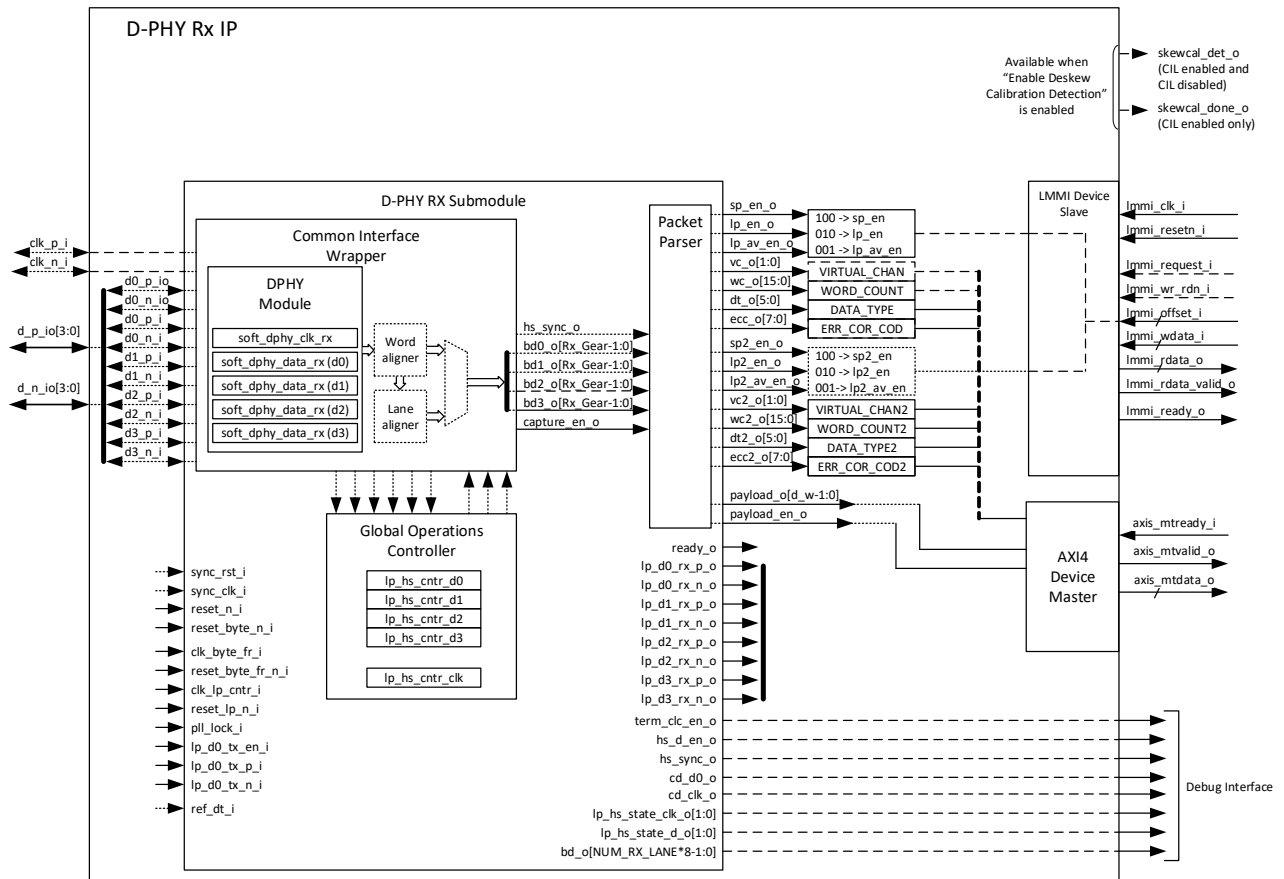 D-PHY Rx IP
Available when
“Enable Deskew
Calibration Detection”
is enabled
skewcal_det_o
(CIL enabled and
CIL disabled)
skewcal_done_o
(CIL enabled only)
D-PHY RX Submodule
Common Interface
Wrapper
DPHY
Module
soft_dphy_clk_rx
soft_dphy_data_rx (d0)
soft_dphy_data_rx (d1)
soft_dphy_data_rx (d2)
soft_dphy_data_rx (d3)
Word
aligner
Lane
aligner
clk_p_i
clk_n_i
d_p_io[3:0]
d_n_io[3:0]
d0_p_io
d0_n_io
d0_p_i
d0_n_i
d1_p_i
d1_n_i
d2_p_i
d2_n_i
d3_p_i
d3_n_i
hs_sync_o
bd0_o[Rx_Gear-1:0]
bd1_o[Rx_Gear-1:0]
bd2_o[Rx_Gear-1:0]
bd3_o[Rx_Gear-1:0]
capture_en_o
Packet
Parser
sp_en_o
lp_en_o
lp_av_en_o
vc_o[1:0]
wc_o[15:0]
dt_o[5:0]
ecc_o[7:0]
sp2_en_o
lp2_en_o
lp2_av_en_o
vc2_o[1:0]
wc2_o[15:0]
dt2_o[5:0]
ecc2_o[7:0]
payload_o[d_w-1:0]
payload_en_o
100 -> sp_en
010 -> lp_en
001 -> lp_av_en
VIRTUAL_CHAN
WORD_COUNT
DATA_TYPE
ERR_COR_COD
100 -> sp2_en
010 -> lp2_en
001-> lp2_av_en
VIRTUAL_CHAN2
WORD_COUNT2
DATA_TYPE2
ERR_COR_COD2
LMMI Device
Slave
lmmi_clk_i
lmmi_resetn_i
lmmi_request_i
lmmi_wr_rdn_i
lmmi_offset_i
lmmi_wdata_i
lmmi_rdata_o
lmmi_rdata_valid_o
lmmi_ready_o
AXI4
Device
Master
axis_mtready_i
axis_mtvalid_o
axis_mtdata_o
Global Operations
Controller
lp_hs_cntr_d0
lp_hs_cntr_d1
lp_hs_cntr_d2
lp_hs_cntr_d3
lp_hs_cntr_clk
sync_rst_i
sync_clk_i
reset_n_i
reset_byte_n_i
clk_byte_fr_i
reset_byte_fr_n_i
clk_lp_cntr_i
reset_lp_n_i
pll_lock_i
lp_d0_tx_en_i
lp_d0_tx_p_i
lp_d0_tx_n_i
ref_dt_i
ready_o
lp_d0_rx_p_o
lp_d0_rx_n_o
lp_d1_rx_p_o
lp_d1_rx_n_o
lp_d2_rx_p_o
lp_d2_rx_n_o
lp_d3_rx_p_o
lp_d3_rx_n_o
term_clc_en_o
hs_d_en_o
hs_sync_o
cd_d0_o
cd_clk_o
lp_hs_state_clk_o[1:0]
lp_hs_state_d_o[1:0]
bd_o[NUM_RX_LANE*8-1:0]
Debug Interface